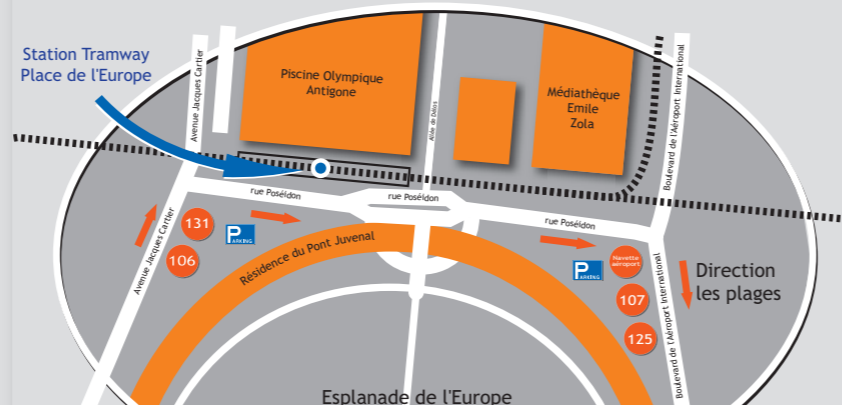 Station Tramway
Place de l'Europe
Avenue Jacques Cartier
Piscine Olympique
Antigone
Allée de Délos
Médiathèque
Emile
Zola
Boulevard de l'Aéroport International
rue Poséidon
rue Poséidon
rue Poséidon
Avenue Jacques Cartier
131
106
P
PARKING
Résidence du Pont Juvenal
P
PARKING
Navette
aéroport
107
125
Boulevard de l'Aéroport International
Direction
les plages
Esplanade de l'Europe